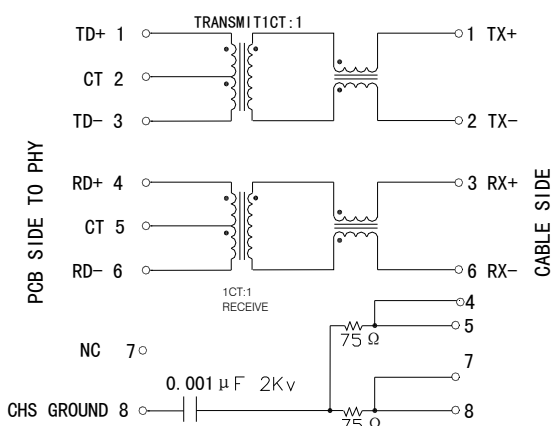 TRANSMIT1CT:1
TD+ 1
1 TX+
CT 2
TD- 3
2 TX-
PCB SIDE TO PHY
CABLE SIDE
RD+ 4
3 RX+
CT 5
RD- 6
6 RX-
1CT:1
RECEIVE
4
75 Ω
5
NC 7
7
0.001 μF 2Kv
CHS GROUND 8
75 Ω
8